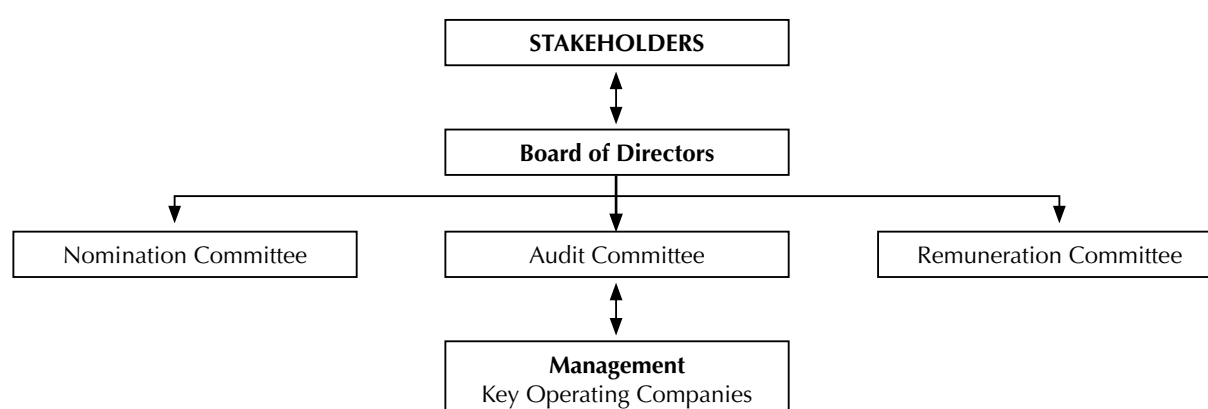 STAKEHOLDERS
Board of Directors
Nomination Committee
Audit Committee
Remuneration Committee
Management
Key Operating Companies